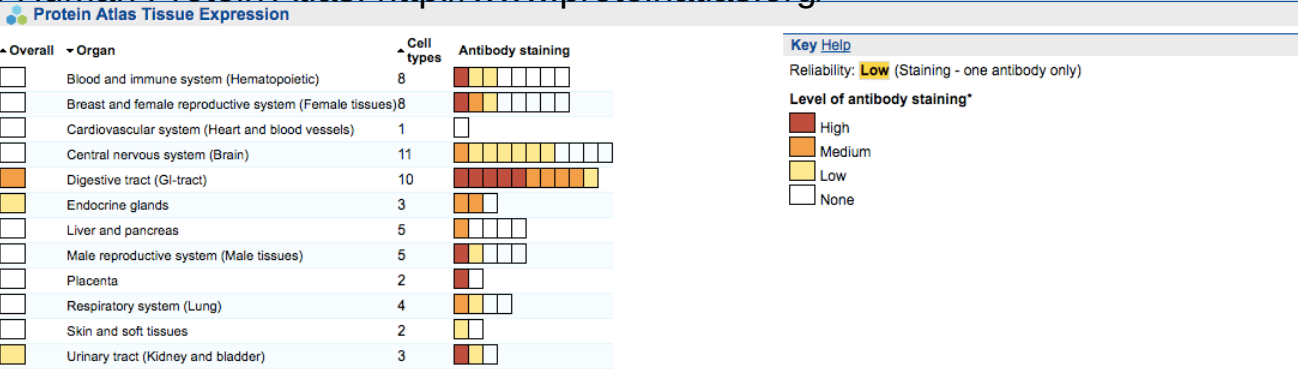 Protein Atlas Tissue Expression
Overall Organ Cell types Antibody staining
Blood and immune system (Hematopoietic) 8
Breast and female reproductive system (Female tissues) 8
Cardiovascular system (Heart and blood vessels) 1
Central nervous system (Brain) 11
Digestive tract (GI-tract) 10
Endocrine glands 3
Liver and pancreas 5
Male reproductive system (Male tissues) 5
Placenta 2
Respiratory system (Lung) 4
Skin and soft tissues 2
Urinary tract (Kidney and bladder) 3
Key Help
Reliability: Low (Staining - one antibody only)
Level of antibody staining*
High
Medium
Low
None